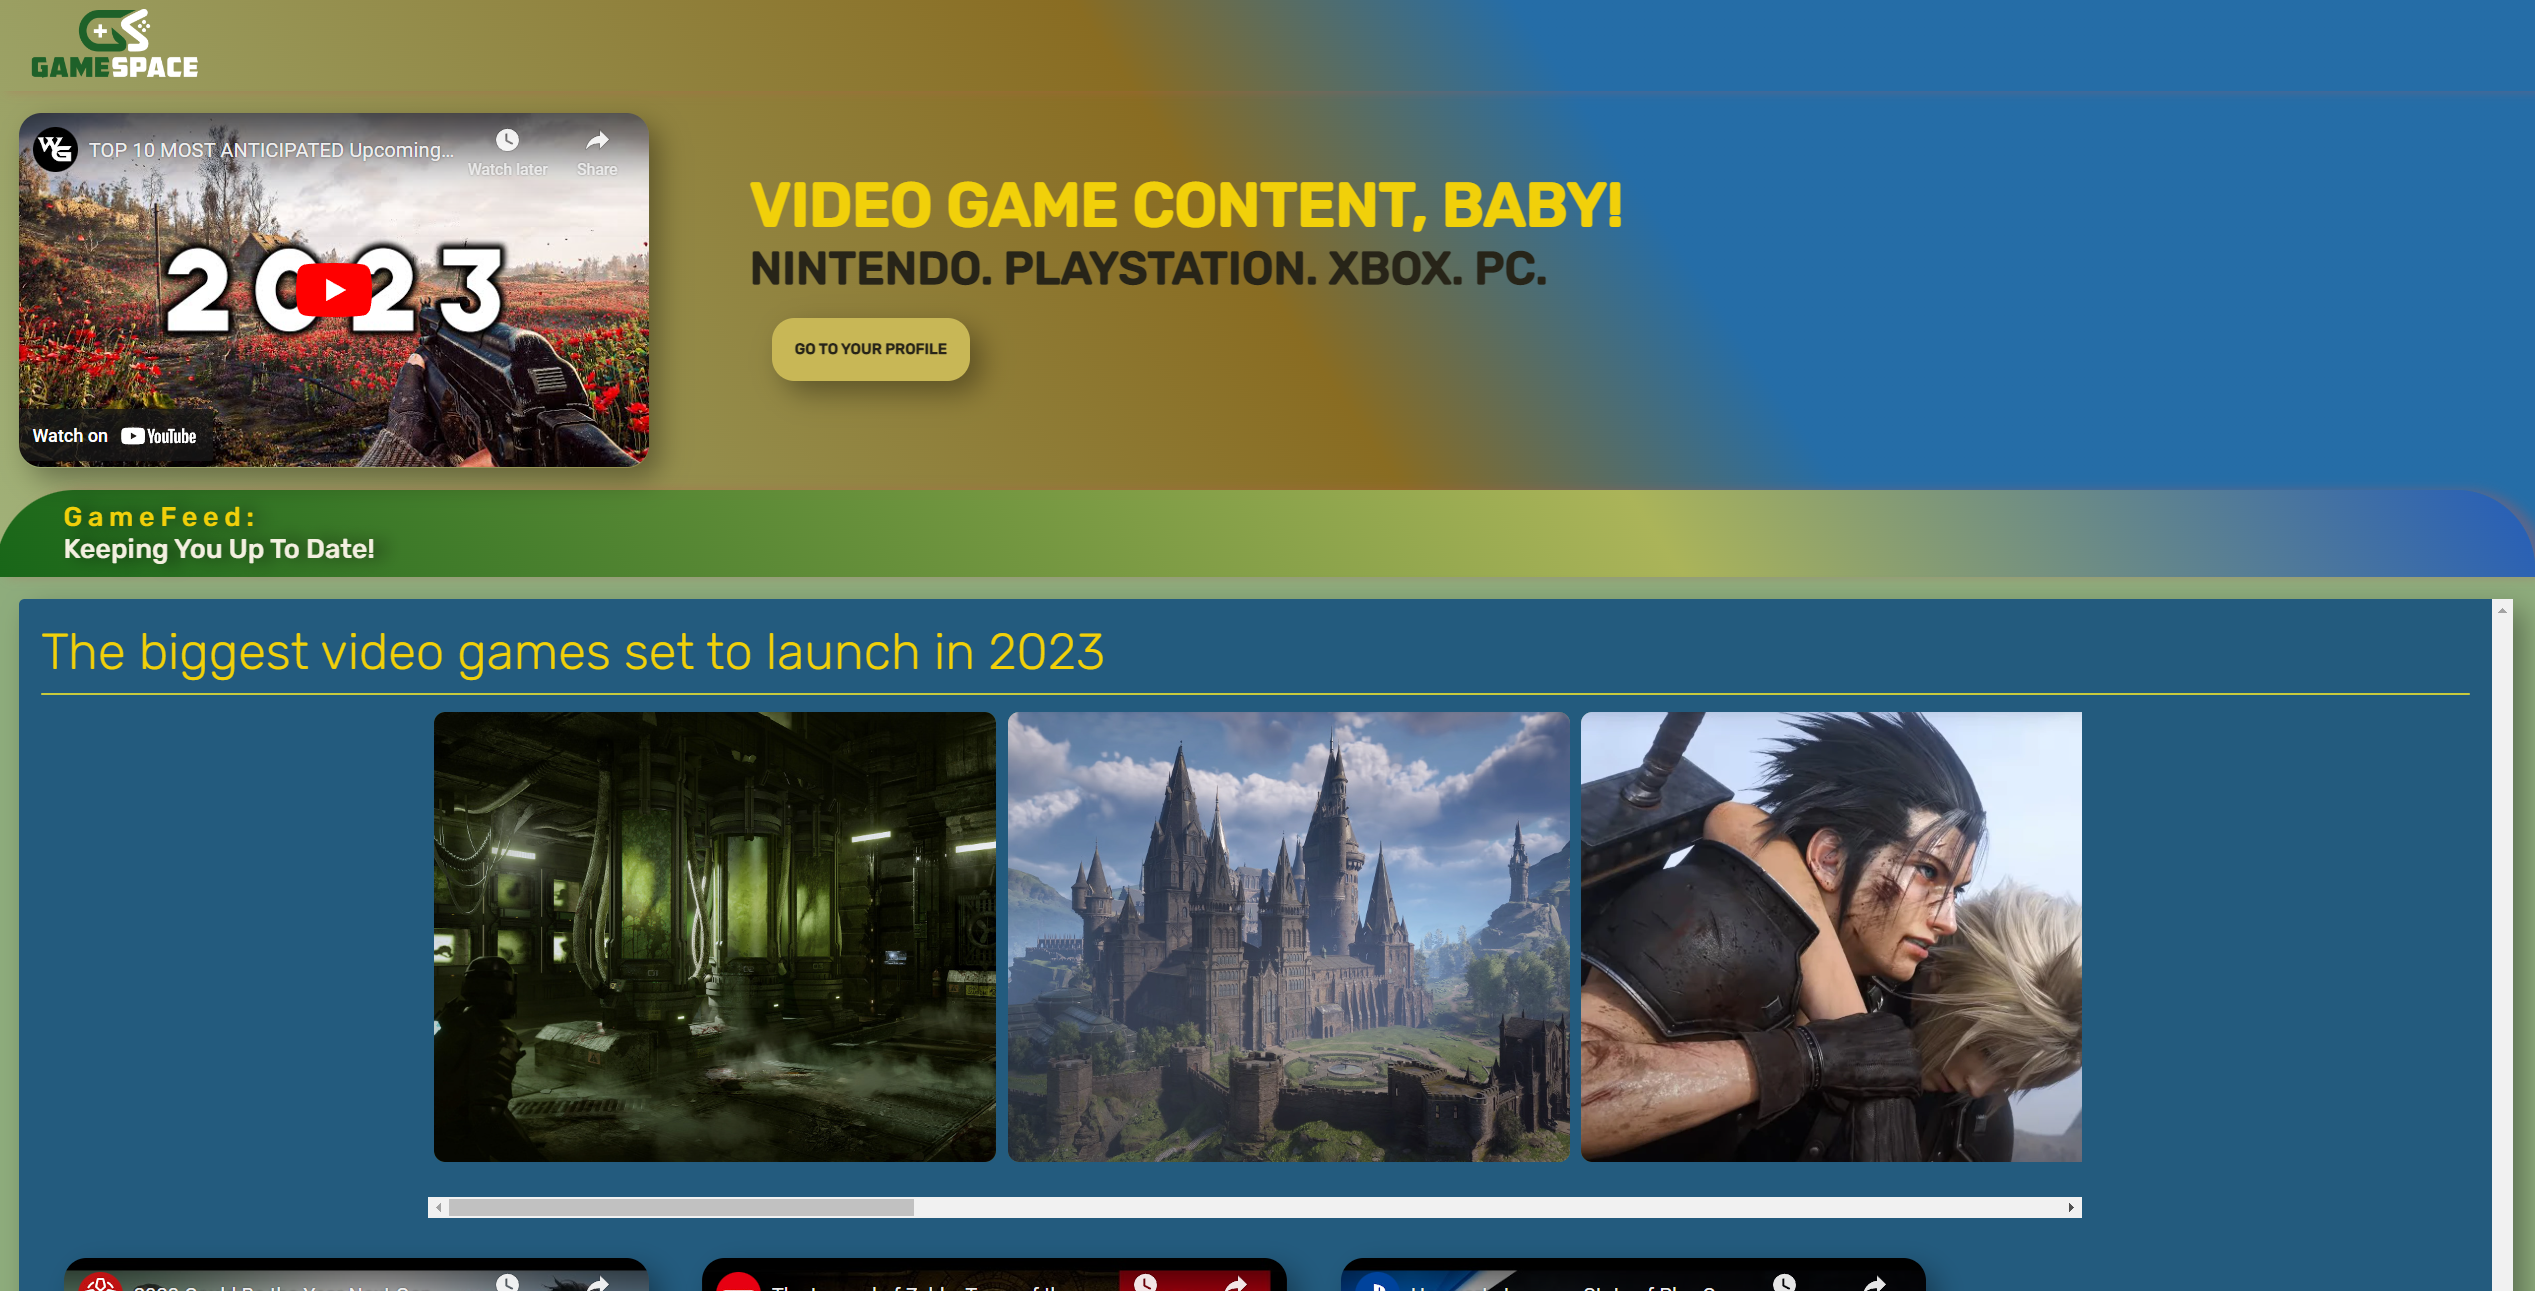 GAMESPACE
TOP 10 MOST ANTICIPATED Upcoming...
Watch later
Share
2023
Watch on YouTube
VIDEO GAME CONTENT, BABY!
NINTENDO. PLAYSTATION. XBOX. PC.
GO TO YOUR PROFILE
GameFeed:
Keeping You Up To Date!
The biggest video games set to launch in 2023